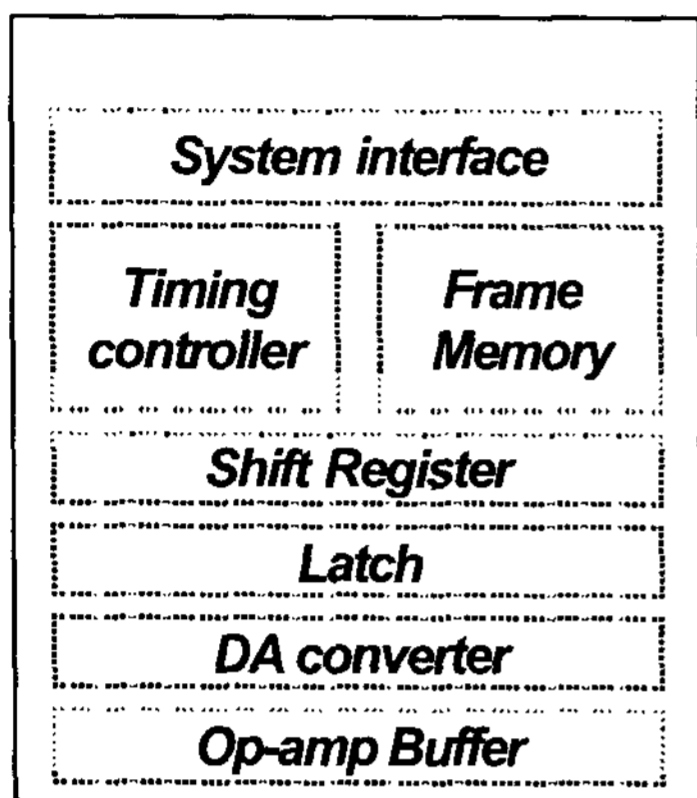 System interface
Timing
controller
Frame
Memory
Shift Register
Latch
DA converter
Op-amp Buffer